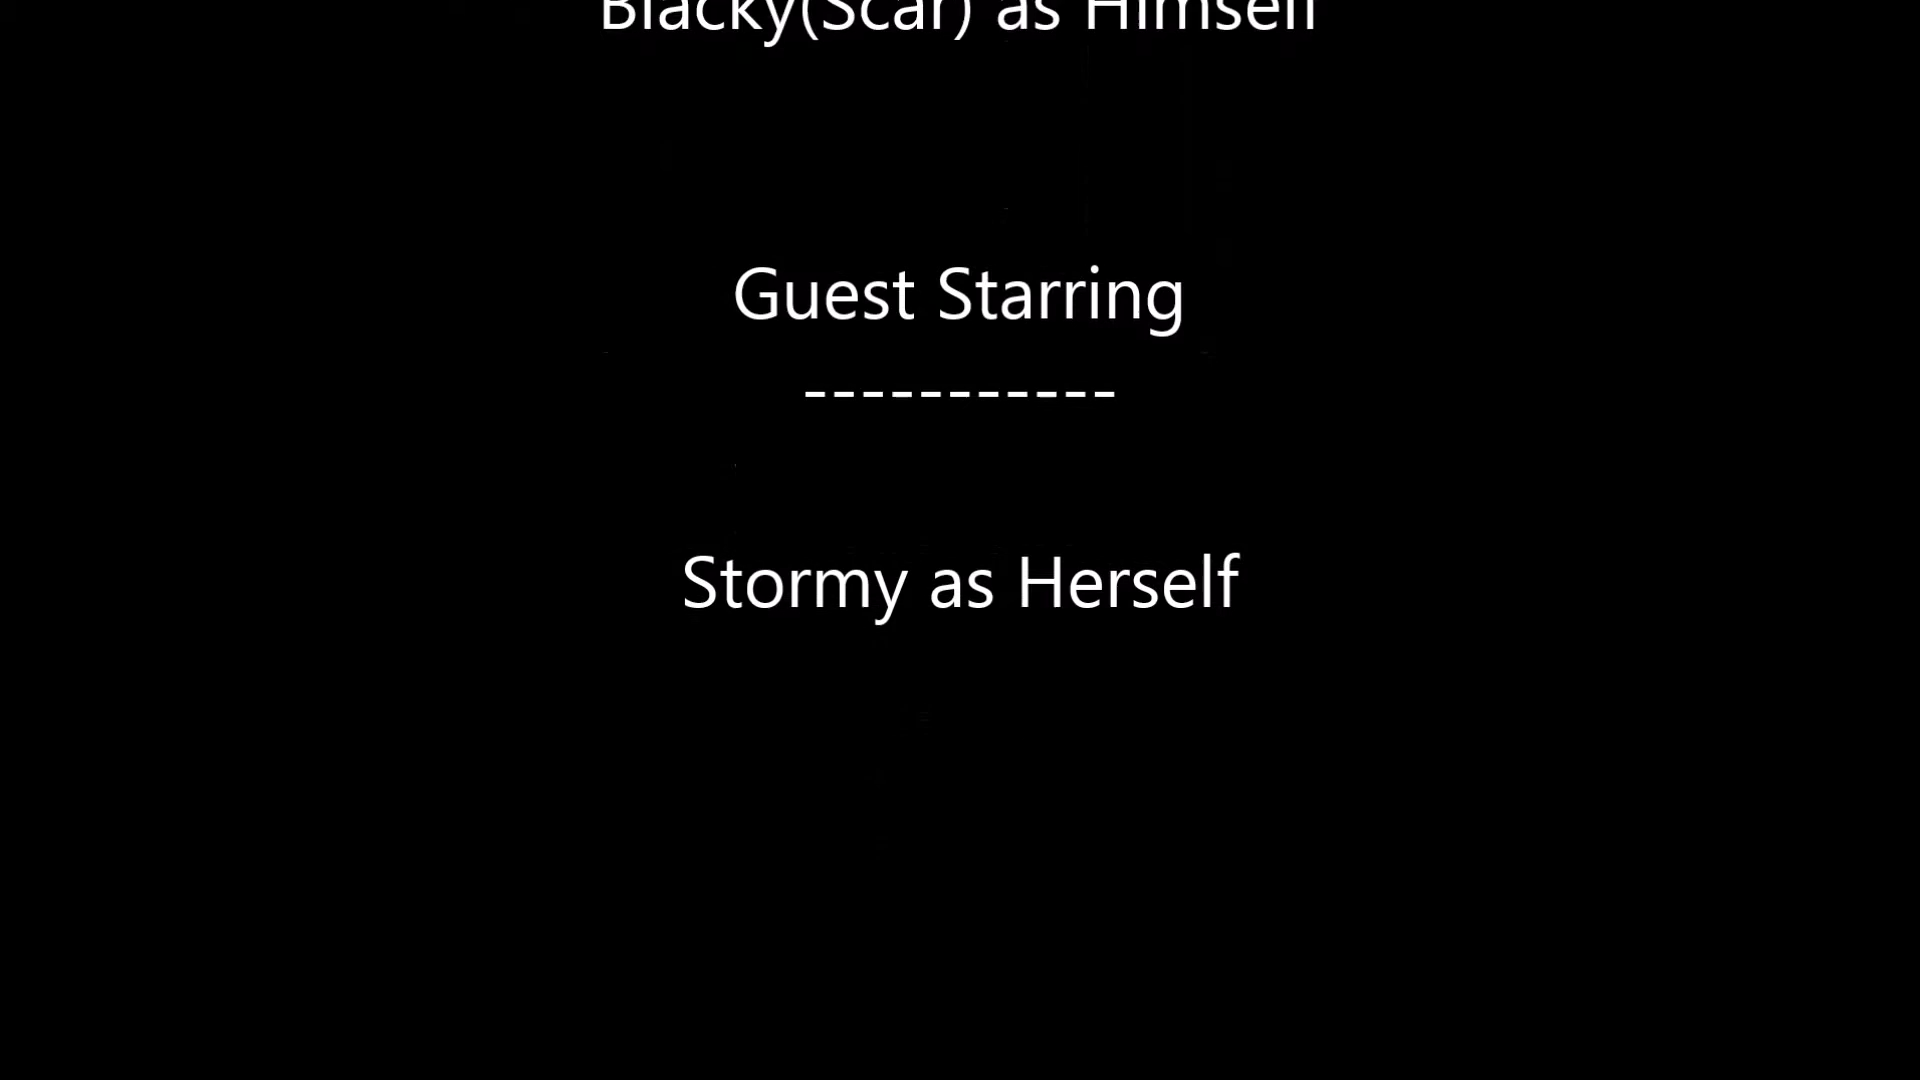 Blacky(Scar) as Himself
Guest Starring
-----------
Stormy as Herself